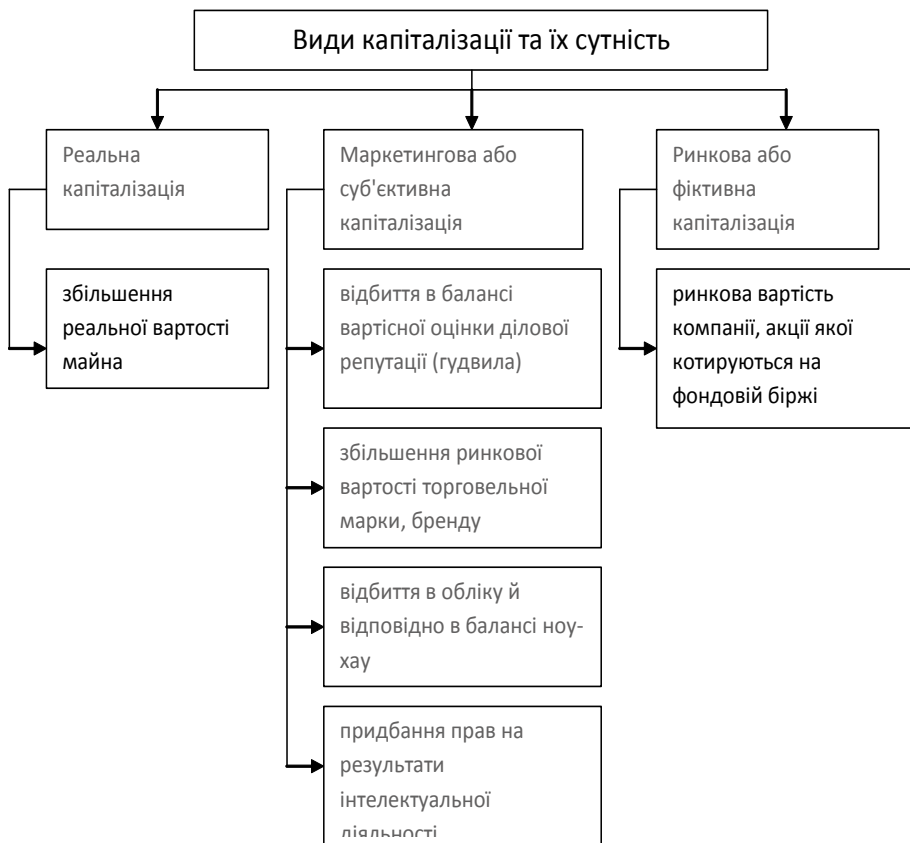 Види капіталізації та їх сутність
Реальна
капіталізація
Маркетингова або
суб'єктивна
капіталізація
Ринкова або
фіктивна
капіталізація
збільшення
реальної вартості
майна
відбиття в балансі
вартісної оцінки ділової
репутації (гудвила)
збільшення ринкової
вартості торговельної
марки, бренду
відбиття в обліку й
відповідно в балансі ноу-
хау
придбання прав на
результати
інтелектуальної
діяльності
ринкова вартість
компанії, акції якої
котируються на
фондовій біржі